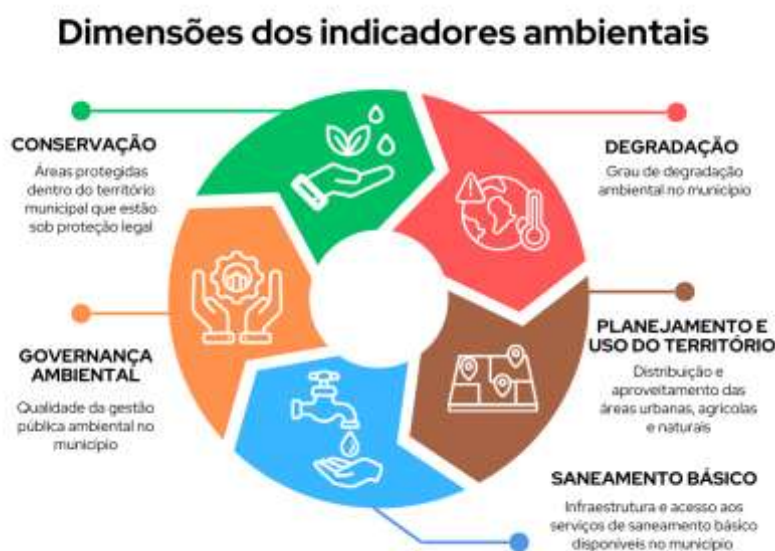 Dimensões dos indicadores ambientais
CONSERVAÇÃO
Áreas protegidas
dentro do território
municipal que estão
sob proteção legal
DEGRADAÇÃO
Grau de degradação
ambiental no município
PLANEJAMENTO E
USO DO TERRITÓRIO
Distribuição e
aproveitamento das
áreas urbanas, agrícolas
e naturais
GOVERNANÇA
AMBIENTAL
Qualidade da gestão
pública ambiental no
município
SANEAMENTO BÁSICO
Infraestrutura e acesso aos
serviços de saneamento básico
disponíveis no município